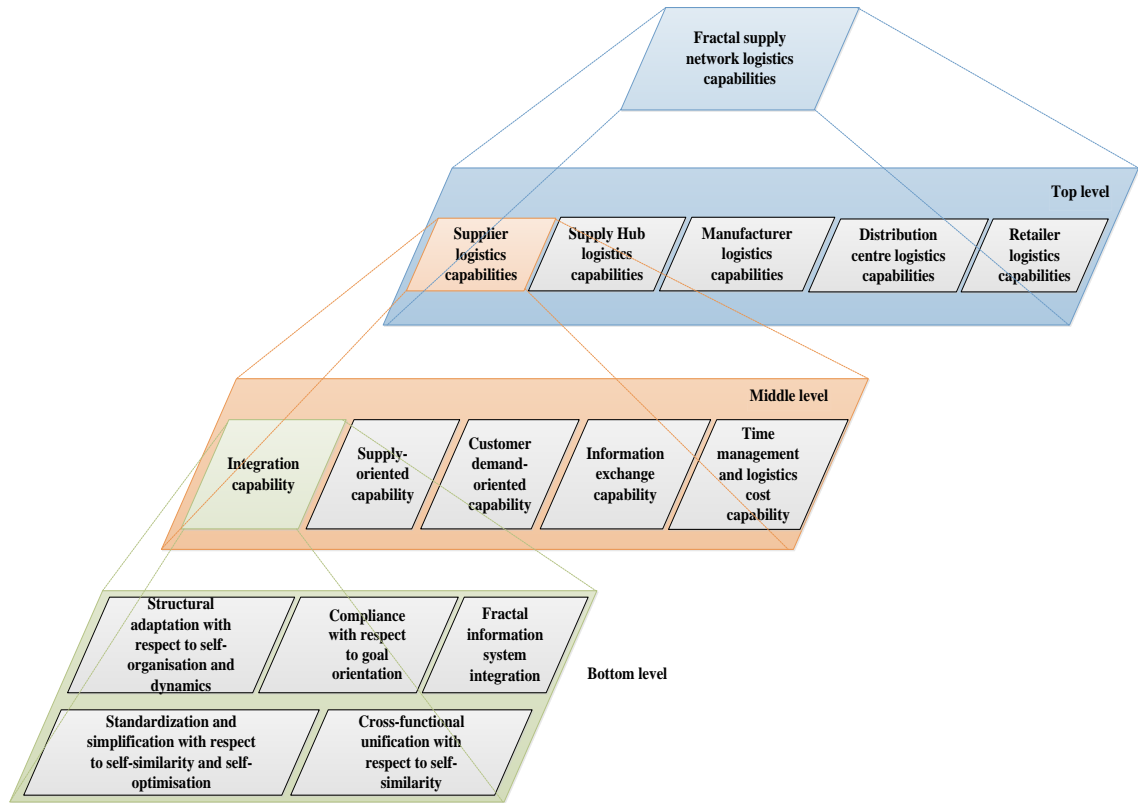 Fractal supply
network logistics
capabilities
Top level
Supplier
logistics
capabilities
Supply Hub
logistics
capabilities
Manufacturer
logistics
capabilities
Distribution
centre logistics
capabilities
Retailer
logistics
capabilities
Middle level
Integration
capability
Supply-
oriented
capability
Customer
demand-
oriented
capability
Information
exchange
capability
Time
management
and logistics
cost
capability
Structural
adaptation with
respect to self-
organisation and
dynamics
Compliance
with respect
to goal
orientation
Fractal
information
system
integration
Bottom level
Standardization and
simplification with respect
to self-similarity and self-
optimisation
Cross-functional
unification with
respect to self-
similarity